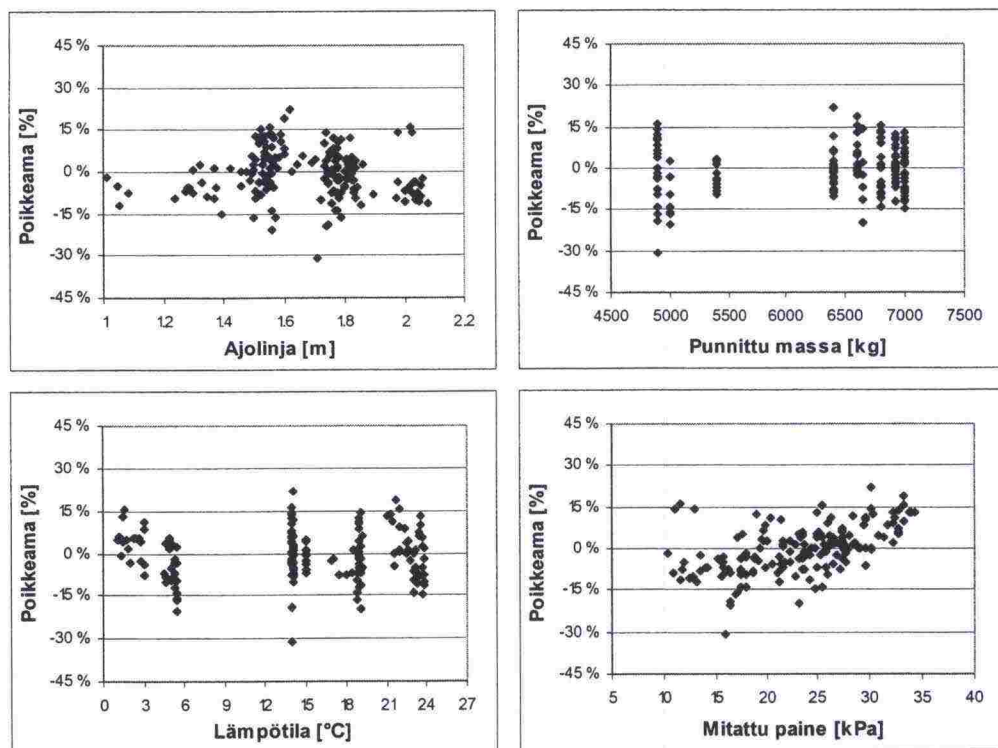 45 %
30 %
15 %
0 %
-15 %
-30 %
-45 %
Poikkeama [%]
1 1.2 1.4 1.6 1.8 2 2.2
Ajolinja [m]
45 %
30 %
15 %
0 %
-15 %
-30 %
-45 %
Poikkeama [%]
4500 5000 5500 6000 6500 7000 7500
Punnittu massa [kg]
45 %
30 %
15 %
0 %
-15 %
-30 %
-45 %
Poikkeama [%]
0 3 6 9 12 15 18 21 24 27
Lämpötila [°C]
45 %
30 %
15 %
0 %
-15 %
-30 %
-45 %
Poikkeama [%]
5 10 15 20 25 30 35 40
Mitattu paine [kPa]